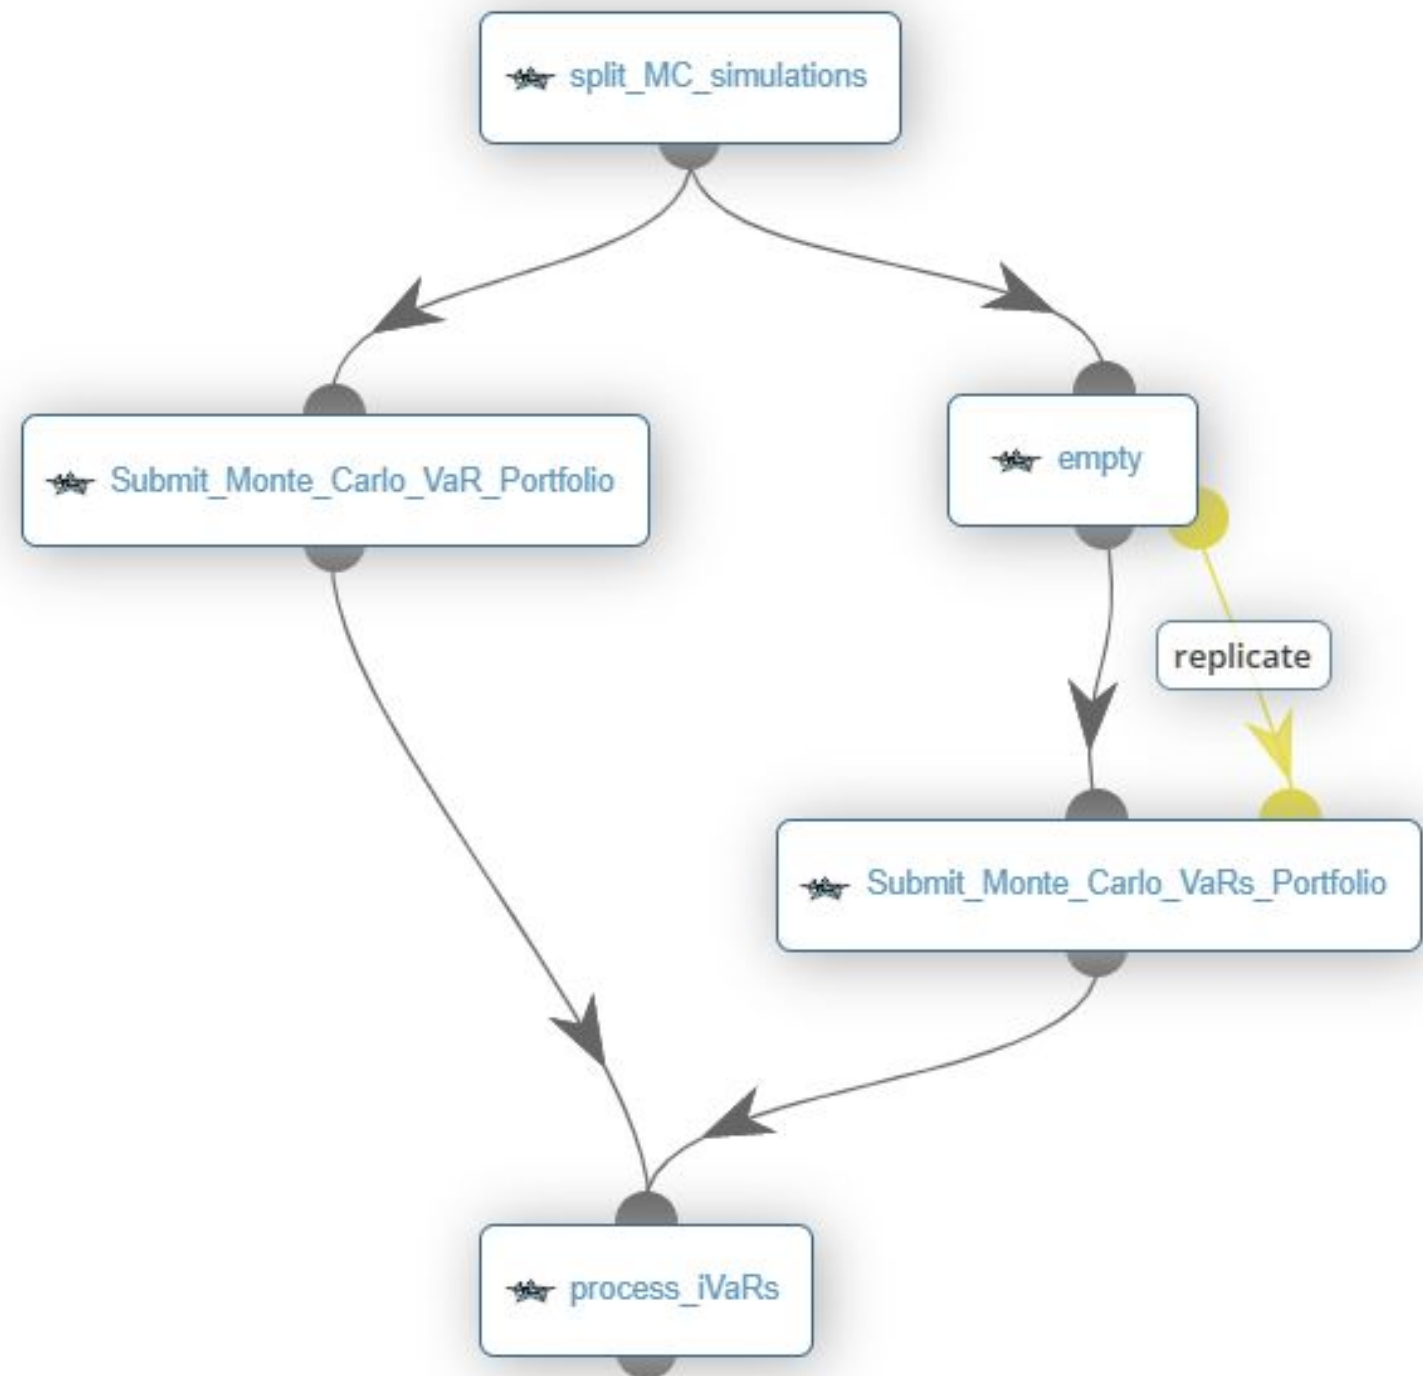 split_MC_simulations
Submit_Monte_Carlo_VaR_Portfolio
empty
replicate
Submit_Monte_Carlo_VaRs_Portfolio
process_iVaRs